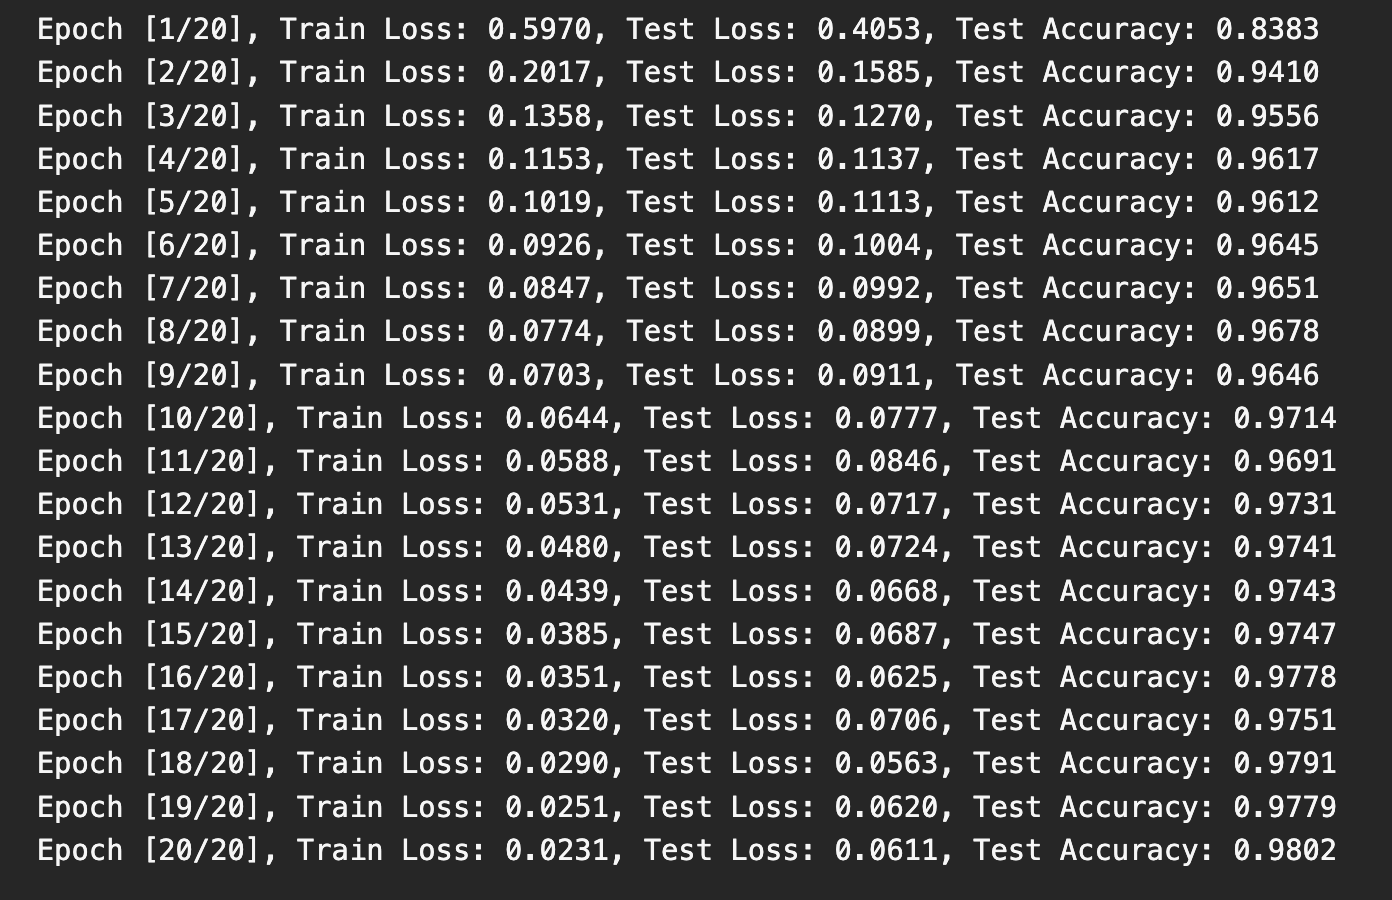 Epoch [1/20], Train Loss: 0.5970, Test Loss: 0.4053, Test Accuracy: 0.8383
Epoch [2/20], Train Loss: 0.2017, Test Loss: 0.1585, Test Accuracy: 0.9410
Epoch [3/20], Train Loss: 0.1358, Test Loss: 0.1270, Test Accuracy: 0.9556
Epoch [4/20], Train Loss: 0.1153, Test Loss: 0.1137, Test Accuracy: 0.9617
Epoch [5/20], Train Loss: 0.1019, Test Loss: 0.1113, Test Accuracy: 0.9612
Epoch [6/20], Train Loss: 0.0926, Test Loss: 0.1004, Test Accuracy: 0.9645
Epoch [7/20], Train Loss: 0.0847, Test Loss: 0.0992, Test Accuracy: 0.9651
Epoch [8/20], Train Loss: 0.0774, Test Loss: 0.0899, Test Accuracy: 0.9678
Epoch [9/20], Train Loss: 0.0703, Test Loss: 0.0911, Test Accuracy: 0.9646
Epoch [10/20], Train Loss: 0.0644, Test Loss: 0.0777, Test Accuracy: 0.9714
Epoch [11/20], Train Loss: 0.0588, Test Loss: 0.0846, Test Accuracy: 0.9691
Epoch [12/20], Train Loss: 0.0531, Test Loss: 0.0717, Test Accuracy: 0.9731
Epoch [13/20], Train Loss: 0.0480, Test Loss: 0.0724, Test Accuracy: 0.9741
Epoch [14/20], Train Loss: 0.0439, Test Loss: 0.0668, Test Accuracy: 0.9743
Epoch [15/20], Train Loss: 0.0385, Test Loss: 0.0687, Test Accuracy: 0.9747
Epoch [16/20], Train Loss: 0.0351, Test Loss: 0.0625, Test Accuracy: 0.9778
Epoch [17/20], Train Loss: 0.0320, Test Loss: 0.0706, Test Accuracy: 0.9751
Epoch [18/20], Train Loss: 0.0290, Test Loss: 0.0563, Test Accuracy: 0.9791
Epoch [19/20], Train Loss: 0.0251, Test Loss: 0.0620, Test Accuracy: 0.9779
Epoch [20/20], Train Loss: 0.0231, Test Loss: 0.0611, Test Accuracy: 0.9802